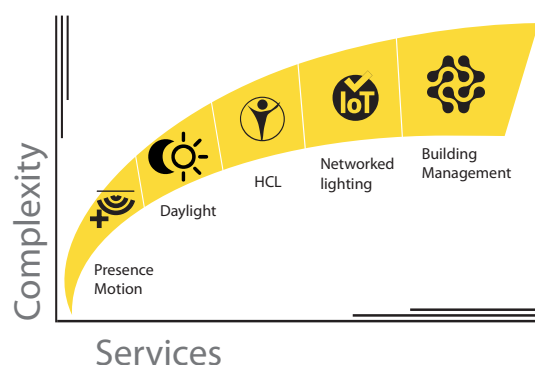 Complexity
IoT
Building
Management
Networked
lighting
HCL
Daylight
Presence
Motion
Services